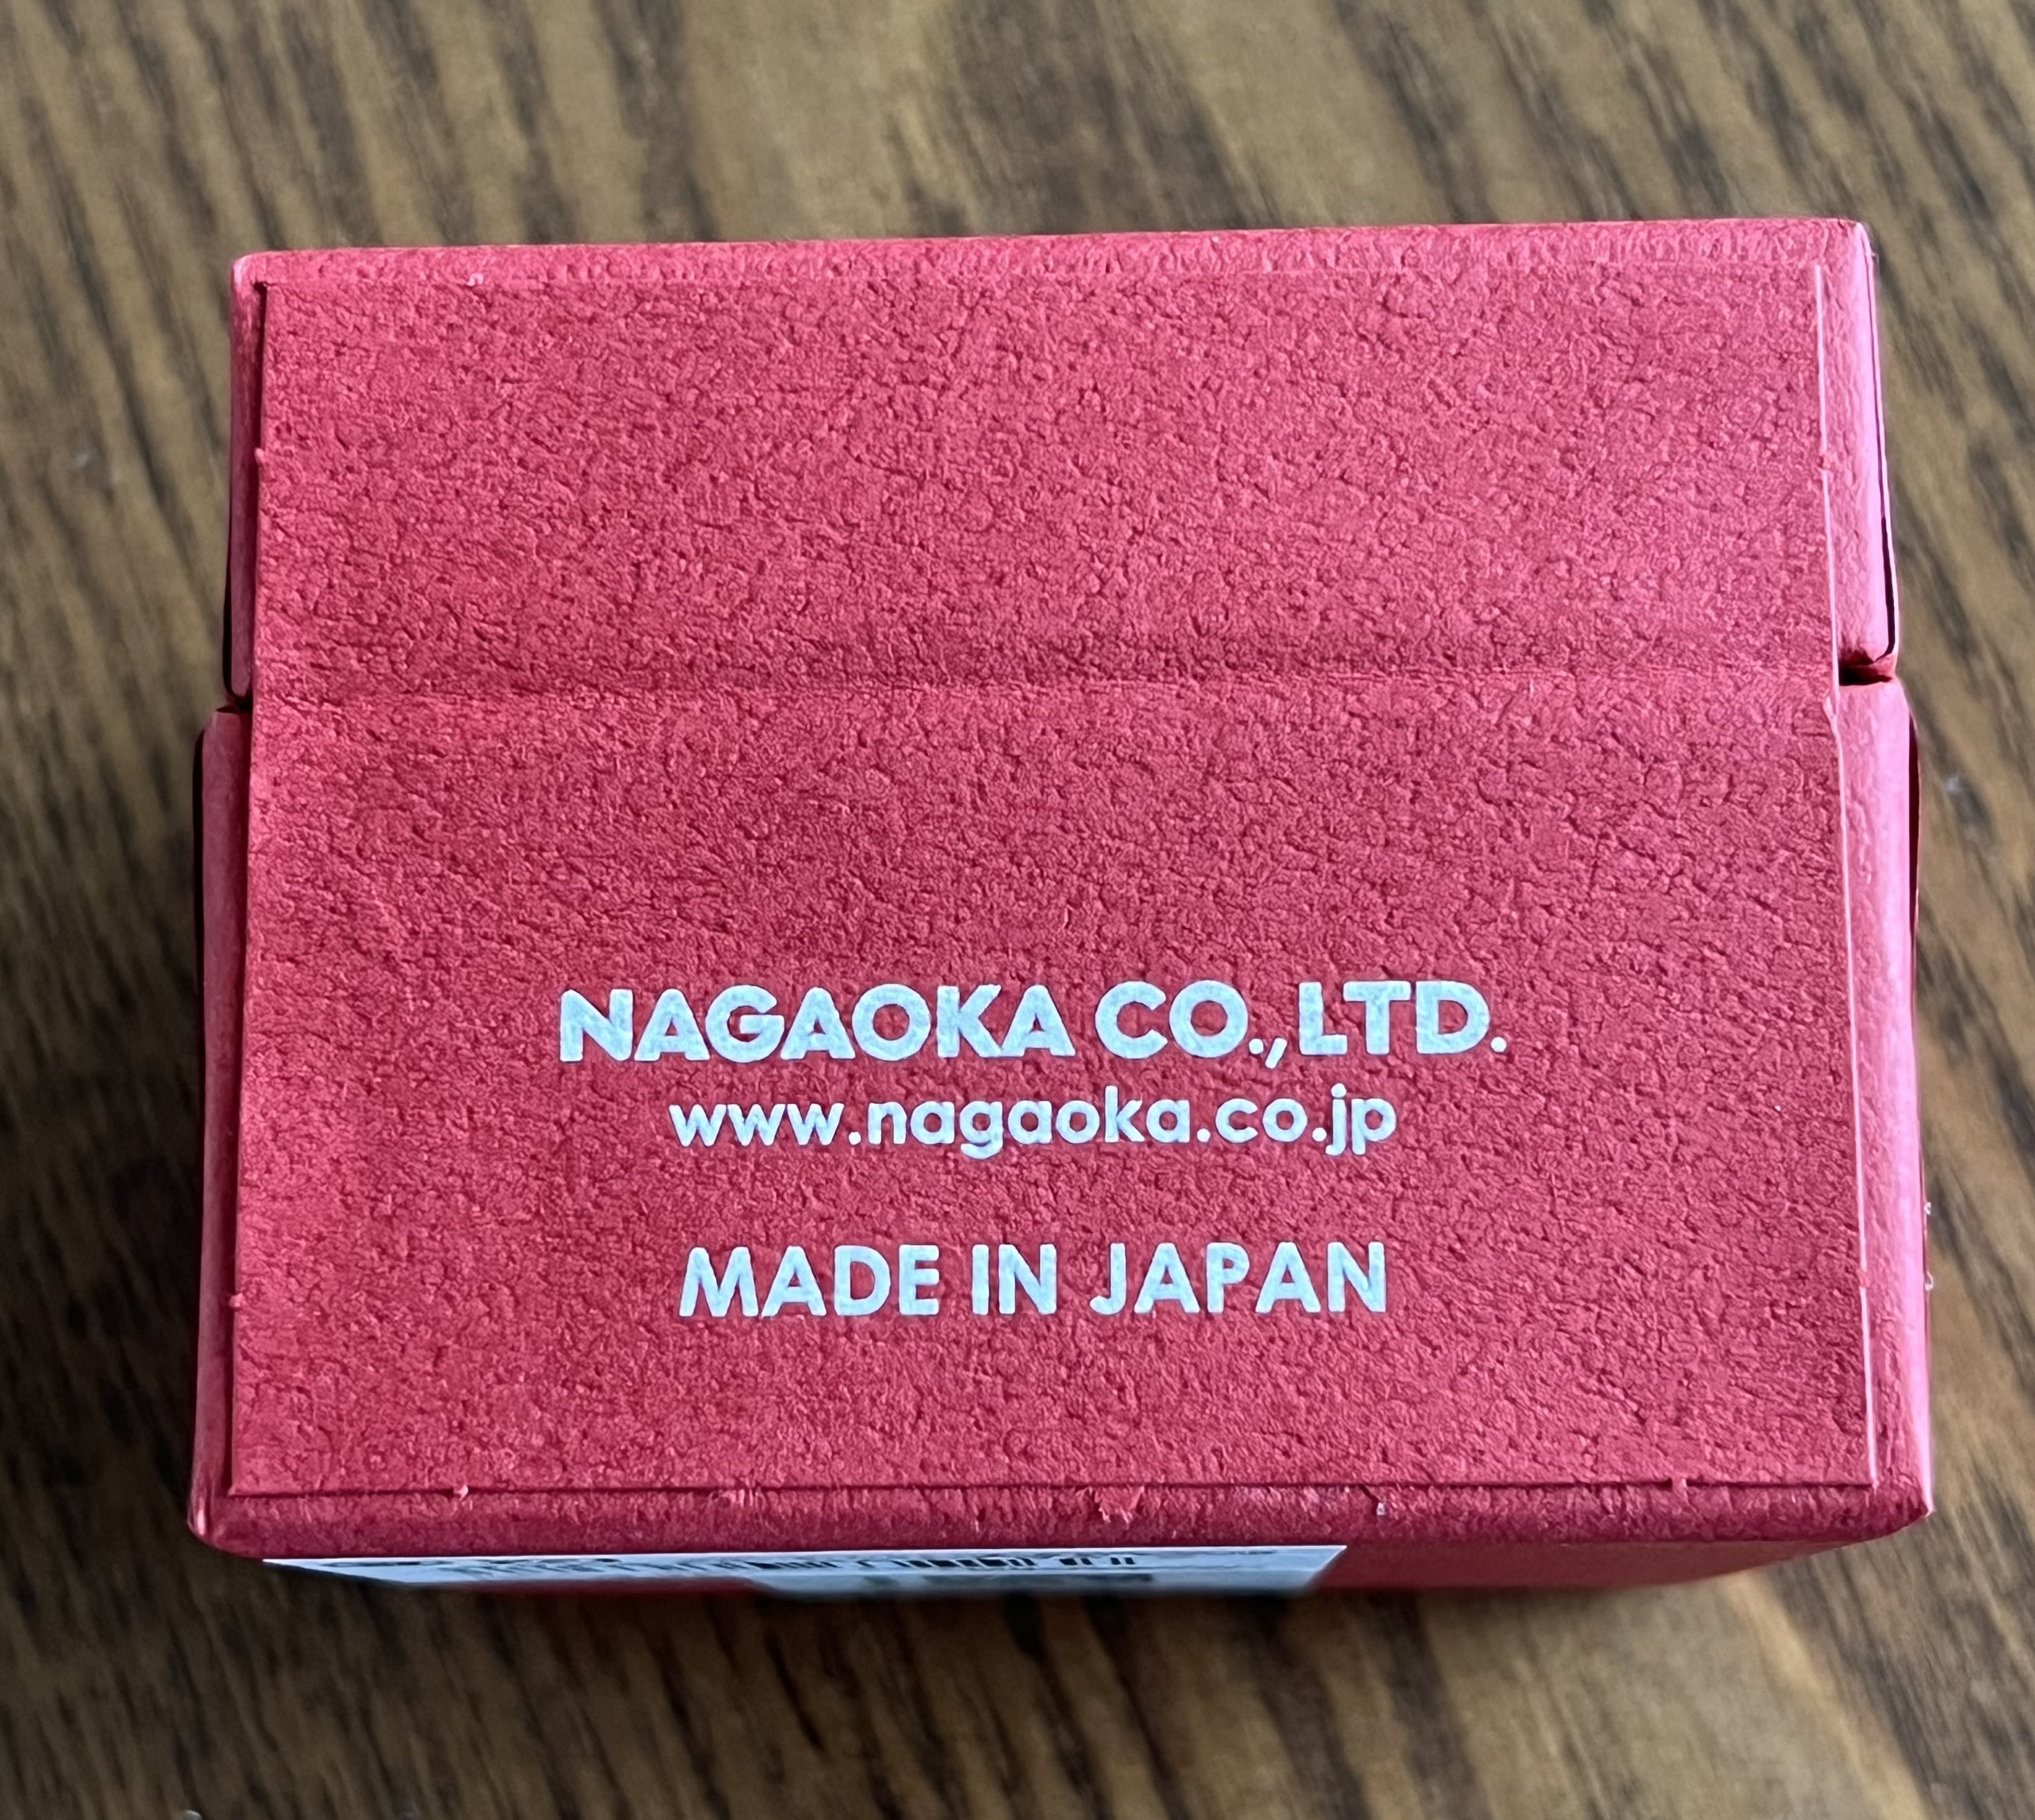 NAGAOKA CO.,LTD.
www.nagaoka.co.jp
MADE IN JAPAN